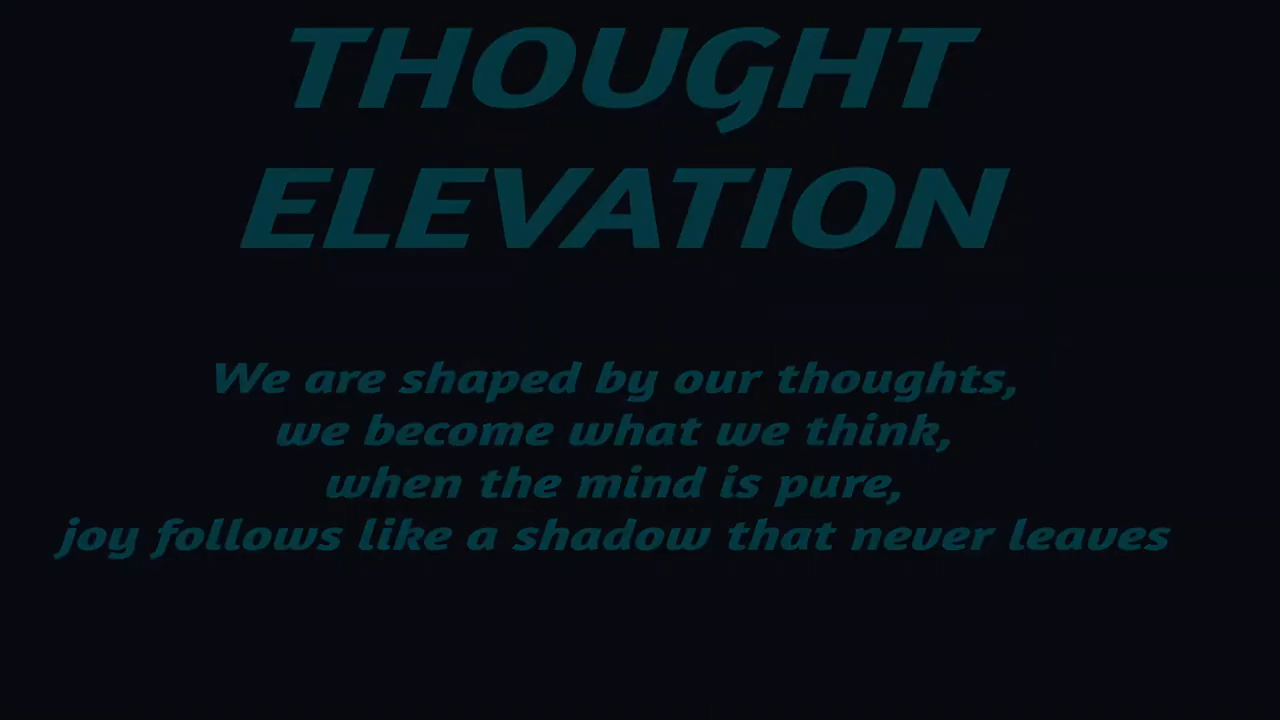 THOUGHT
ELEVATION
We are shaped by our thoughts,
we become what we think,
when the mind is pure,
joy follows like a shadow that never leaves